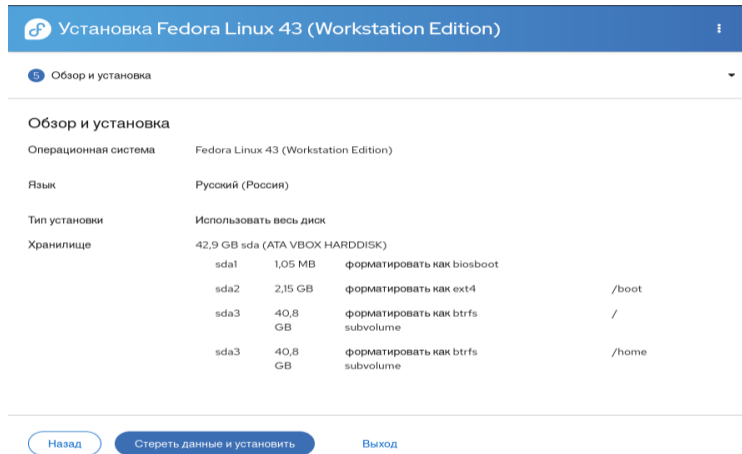 Установка Fedora Linux 43 (Workstation Edition)
5 Обзор и установка
Обзор и установка
Операционная система Fedora Linux 43 (Workstation Edition)
Язык Русский (Россия)
Тип установки Использовать весь диск
Хранилище 42,9 GB sda (ATA VBOX HARDDISK)
sda1 1,05 MB форматировать как biosboot
sda2 2,15 GB форматировать как ext4 /boot
sda3 40,8 форматировать как btrfs /
GB subvolume
sda3 40,8 форматировать как btrfs /home
GB subvolume
Назад Стереть данные и установить Выход